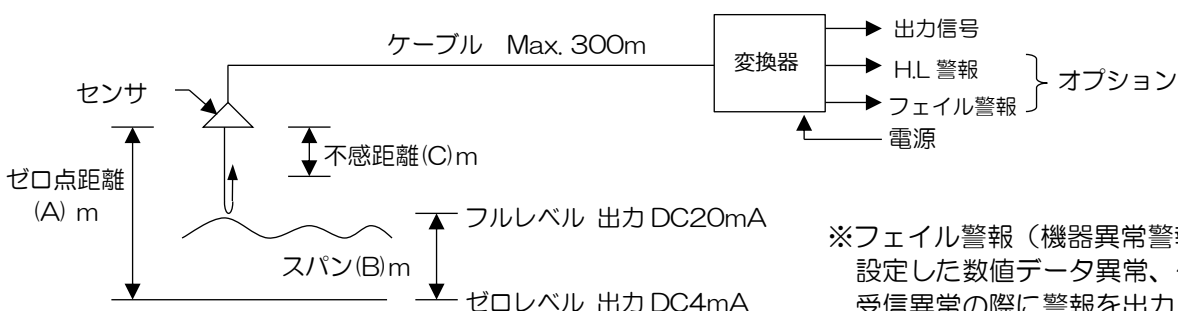 ケーブル Max. 300m
変換器
出力信号
H.L 警報
フェイル警報
オプション
電源
センサ
不感距離(C)m
ゼロ点距離
(A) m
フルレベル 出力 DC20mA
スパン(B)m
ゼロレベル 出力 DC4mA
※フェイル警報（機器異常警
設定した数値データ異常、
受信異常の際に警報を出力